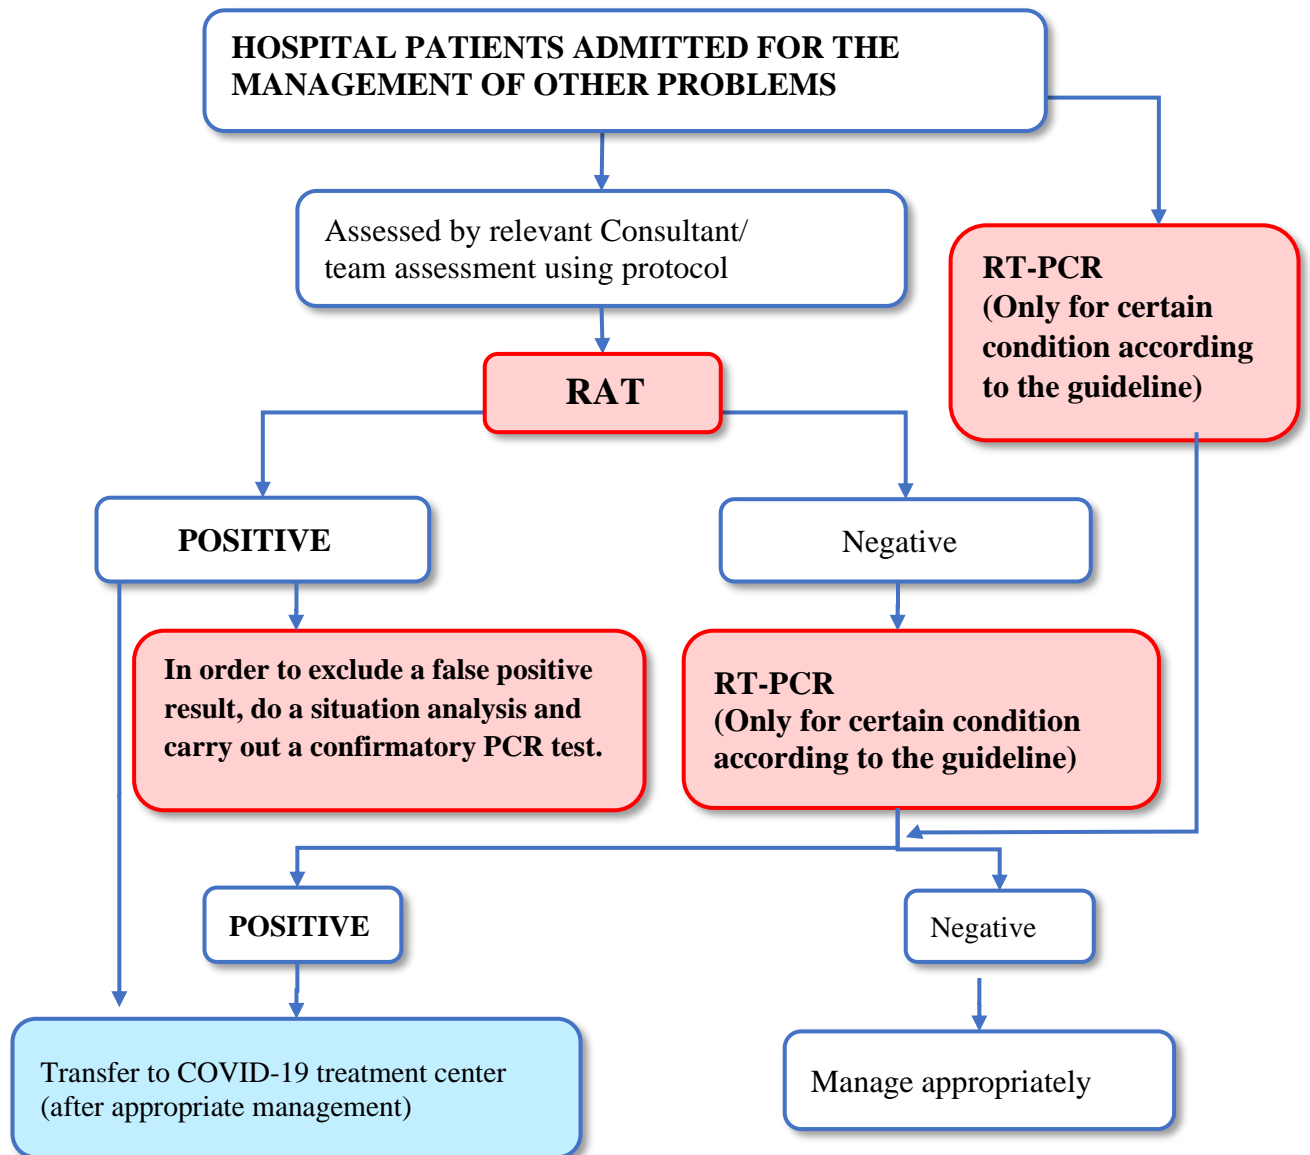 HOSPITAL PATIENTS ADMITTED FOR THE
MANAGEMENT OF OTHER PROBLEMS
Assessed by relevant Consultant/
team assessment using protocol
RT-PCR
(Only for certain
condition according
to the guideline)
RAT
POSITIVE
Negative
In order to exclude a false positive
result, do a situation analysis and
carry out a confirmatory PCR test.
RT-PCR
(Only for certain condition
according to the guideline)
POSITIVE
Negative
Transfer to COVID-19 treatment center
(after appropriate management)
Manage appropriately